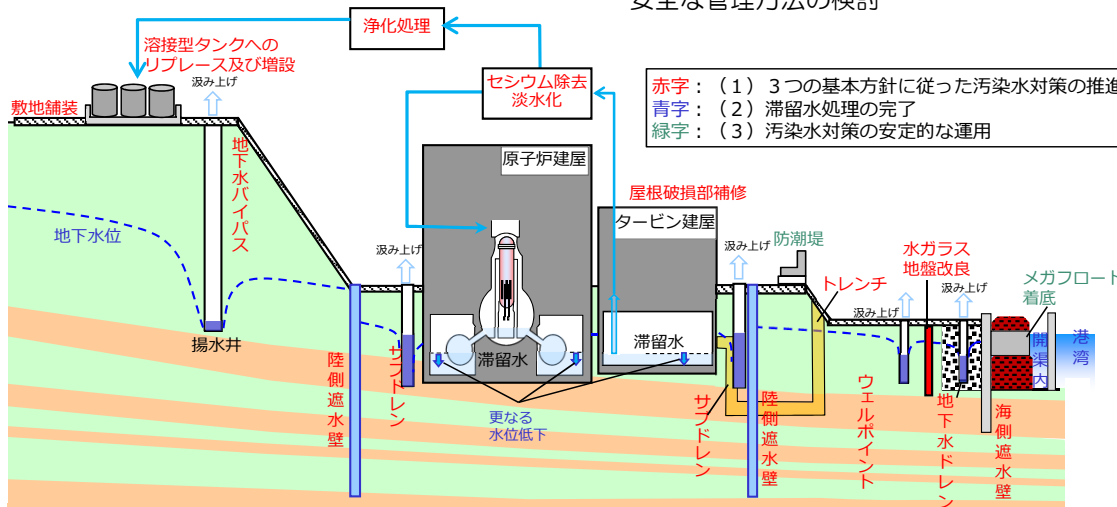 安全な管理方法の検討
浄化処理
溶接型タンクへの
リプレース及び増設
汲み上げ
敷地舗装
セシウム除去
淡水化
赤字：（1）３つの基本方針に従った汚染水対策の推進
青字：（2）滞留水処理の完了
緑字：（3）汚染水対策の安定的な運用
地下水バイパス
地下水位
揚水井
原子炉建屋
屋根破損部補修
タービン建屋
汲み上げ
汲み上げ
防潮堤
水ガラス
地盤改良
汲み上げ
汲み上げ
メガフロート
着底
トレンチ
滞留水
滞留水
開渠内
港湾
陸側遮水壁
サブドレン
更なる
水位低下
サブドレン
陸側遮水壁
ウェルポイント
地下水ドレン
海側遮水壁